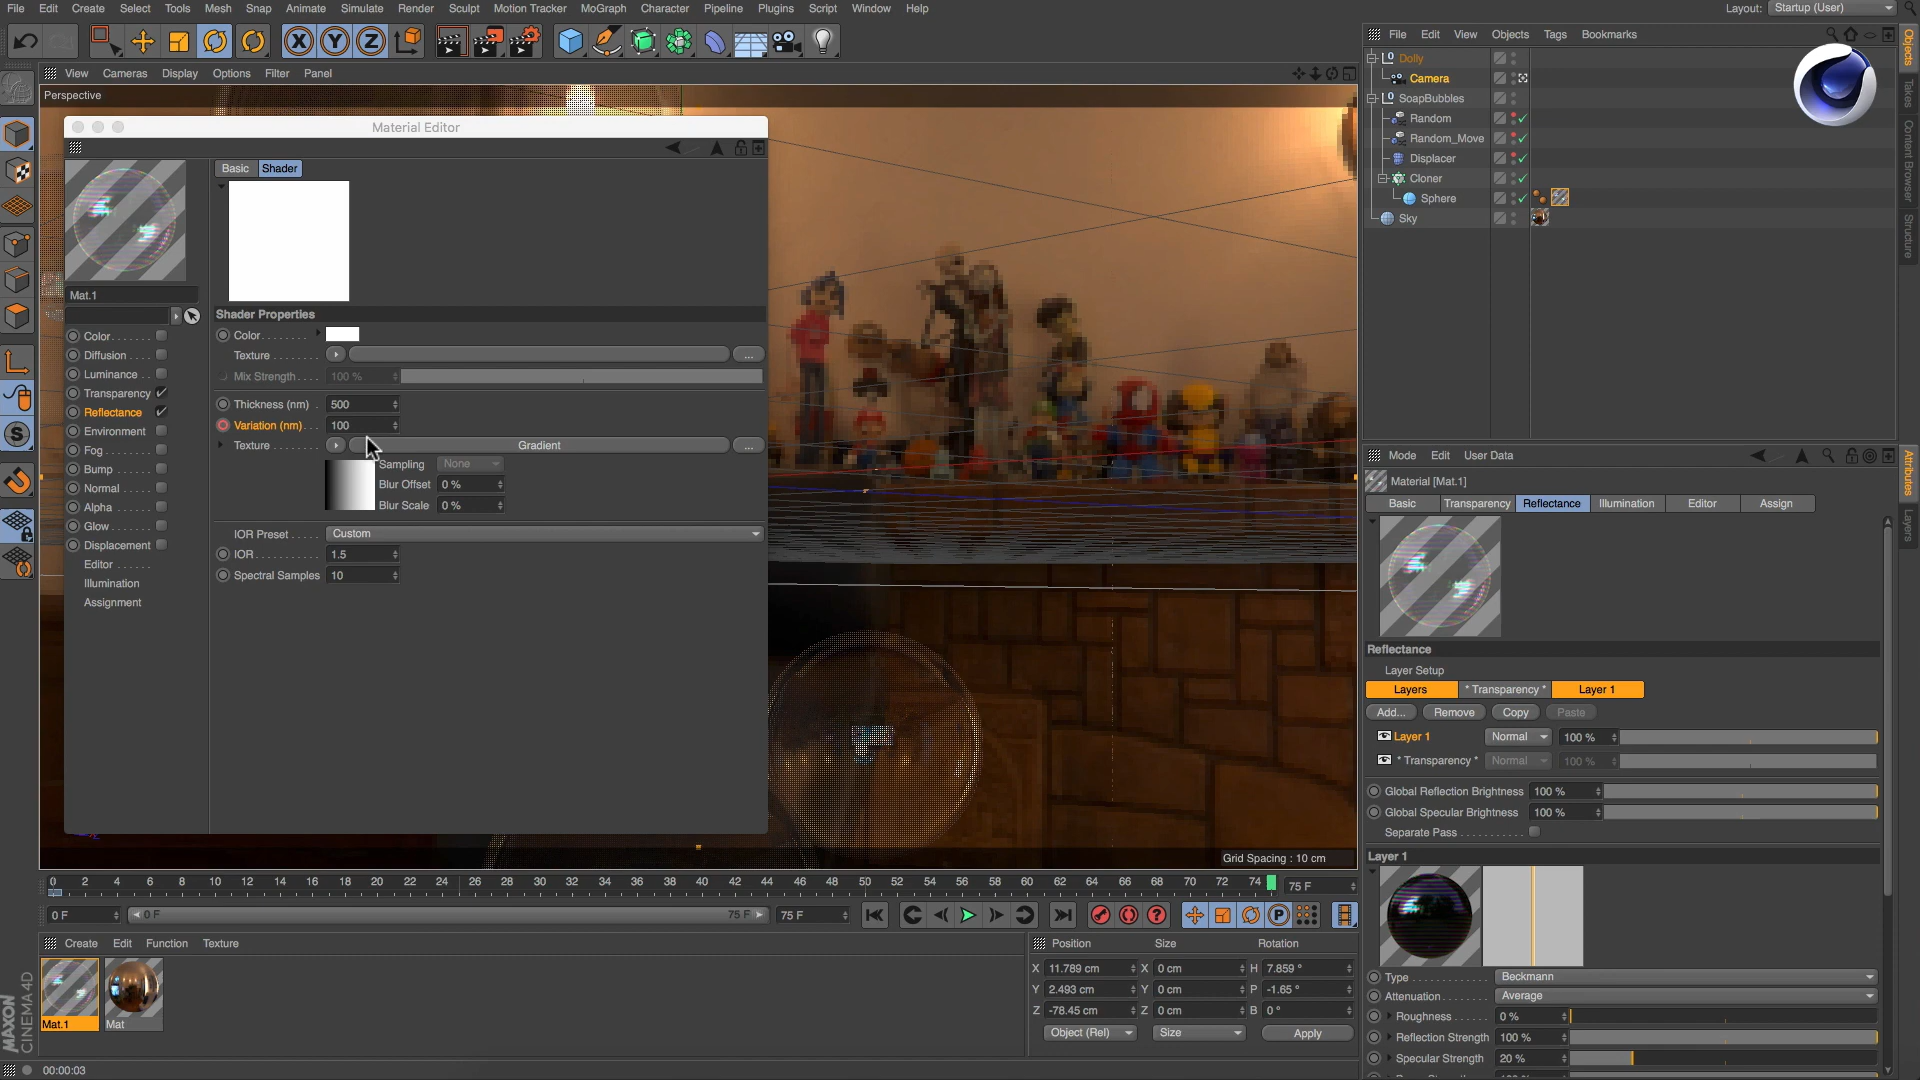 File Edit Create Select Tools Mesh Snap Animate Simulate Render Sculpt Motion Tracker MoGraph Character Pipeline Plugins Script Window Help
Layout: Startup (User)
File Edit View Objects Tags Bookmarks
View Cameras Display Options Filter Panel
Perspective
Dolly
Camera
SoapBubbles
Random
Random_Move
Displacer
Cloner
Sphere
Sky
Objects
Takes
Content Browser
Structure
Material Editor
Basic Shader
Mat.1
Color
Diffusion
Luminance
Transparency
Reflectance
Environment
Fog
Bump
Normal
Alpha
Glow
Displacement
Editor
Illumination
Assignment
Shader Properties
Color
Texture ...
Mix Strength 100 %
Thickness (nm) 500
Variation (nm) 100
Texture Gradient ...
Sampling None
Blur Offset 0 %
Blur Scale 0 %
IOR Preset Custom
IOR 1.5
Spectral Samples 10
Grid Spacing : 10 cm
Mode Edit User Data
Material [Mat.1]
Basic Transparency Reflectance Illumination Editor Assign
Attributes
Layers
Reflectance
Layer Setup
Layers * Transparency * Layer 1
Add... Remove Copy Paste
Layer 1 Normal 100 %
* Transparency * Normal 100 %
Global Reflection Brightness 100 %
Global Specular Brightness 100 %
Separate Pass
Layer 1
Type Beckmann
Attenuation Average
Roughness 0 %
Reflection Strength 100 %
Specular Strength 20 %
0 2 4 6 8 10 12 14 16 18 20 22 24 26 28 30 32 34 36 38 40 42 44 46 48 50 52 54 56 58 60 62 64 66 68 70 72 74 75 F
0 F 0 F 75 F 75 F
Create Edit Function Texture
Mat.1 Mat
Position Size Rotation
X 11.789 cm X 0 cm H 7.859 °
Y 2.493 cm Y 0 cm P -1.65 °
Z -78.45 cm Z 0 cm B 0 °
Object (Rel) Size Apply
MAXON
CINEMA 4D
00:00:03